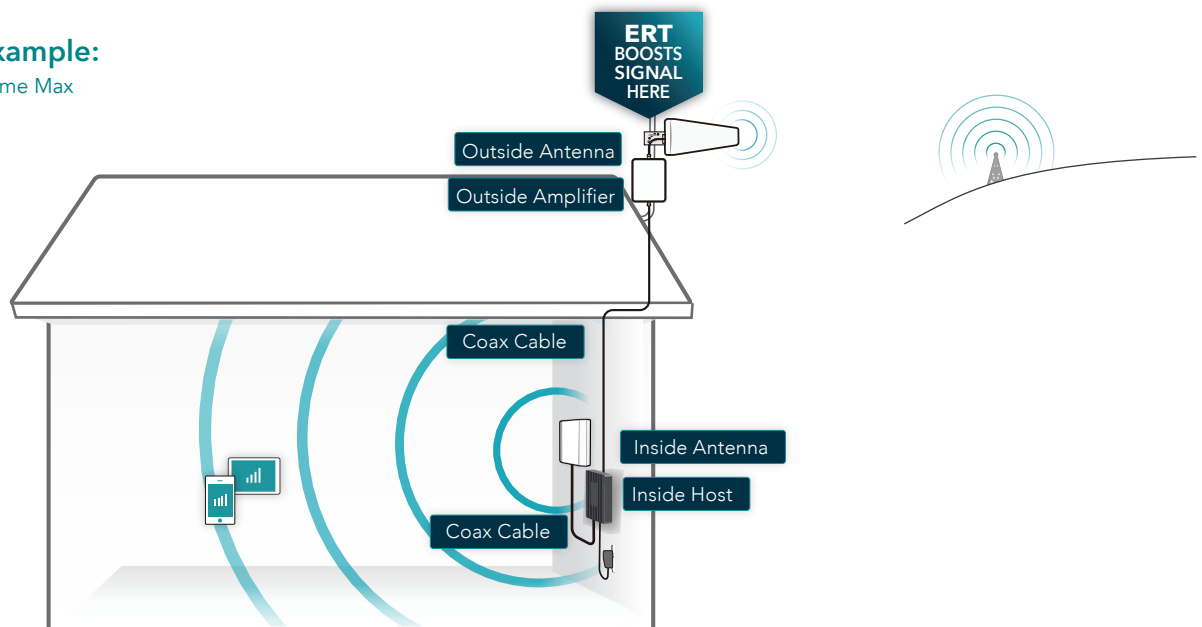 xample:
me Max
ERT
BOOSTS
SIGNAL
HERE
Outside Antenna
Outside Amplifier
Coax Cable
Inside Antenna
Inside Host
Coax Cable